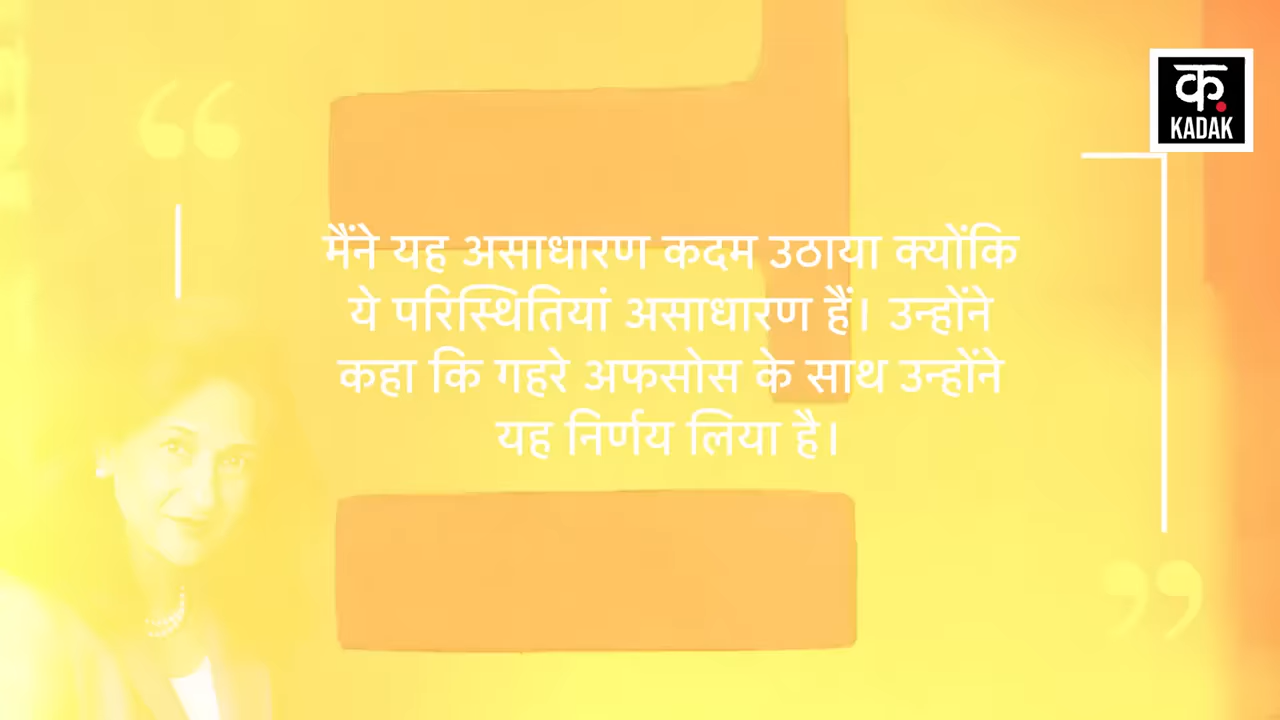 क.
KADAK
मैंने यह असाधारण कदम उठाया क्योंकि
ये परिस्थितियां असाधारण हैं। उन्होंने
कहा कि गहरे अफसोस के साथ उन्होंने
यह निर्णय लिया है।